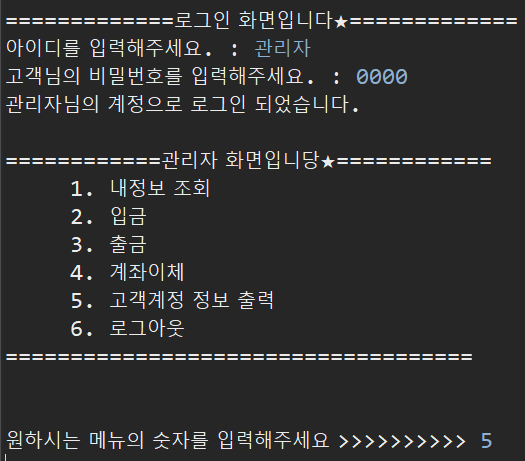 =============로그인 화면입니다★=============
아이디를 입력해주세요. : 관리자
고객님의 비밀번호를 입력해주세요. : 0000
관리자님의 계정으로 로그인 되었습니다.
============관리자 화면입니당★============
1. 내정보 조회
2. 입금
3. 출금
4. 계좌이체
5. 고객계정 정보 출력
6. 로그아웃
====================================
원하시는 메뉴의 숫자를 입력해주세요 >>>>>>>>>> 5